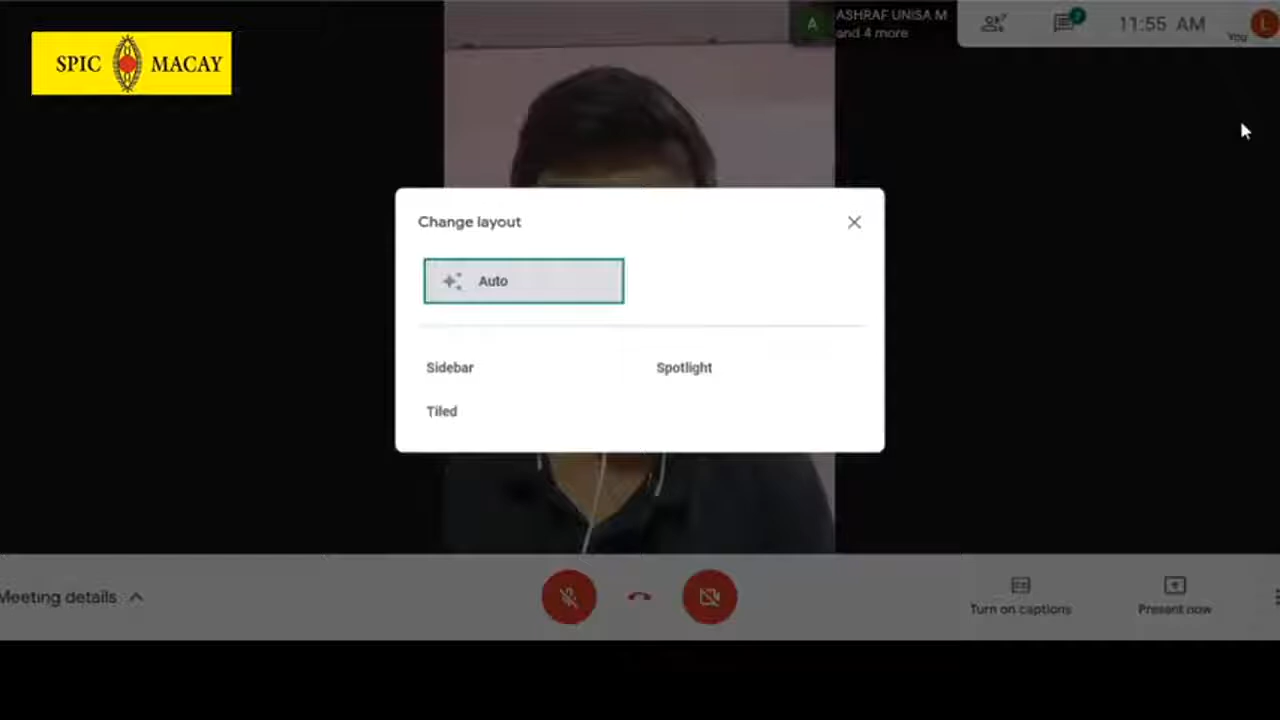 SPIC MACAY
A
ASHRAF UNISA M
and 4 more
11:55 AM
You
L
Change layout
Auto
Sidebar
Spotlight
Tiled
Meeting details
Turn on captions
Present now